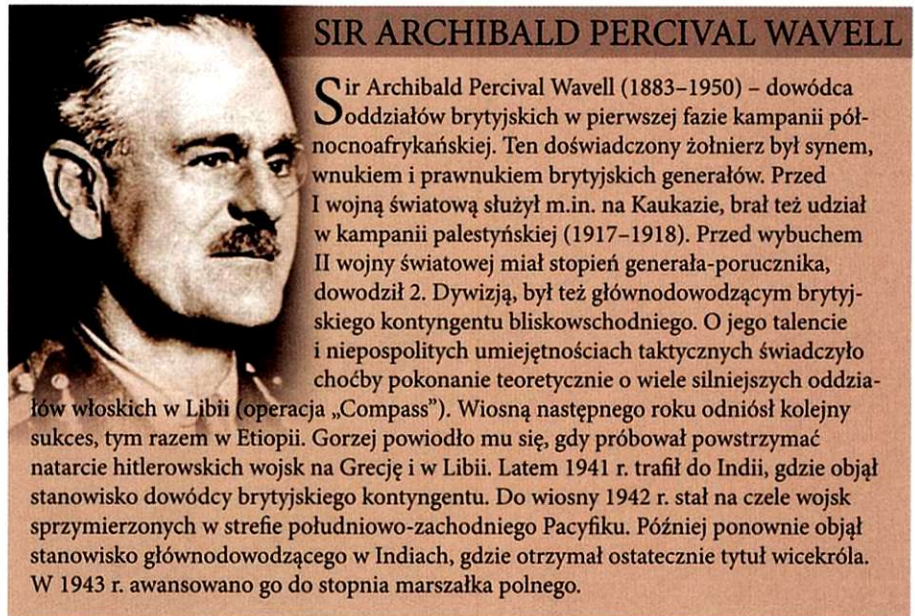 SIR ARCHIBALD PERCIVAL WAVELL
Sir Archibald Percival Wavell (1883–1950) – dowódca
oddziałów brytyjskich w pierwszej fazie kampanii pół-
nocnoafrykańskiej. Ten doświadczony żołnierz był synem,
wnukiem i prawnukiem brytyjskich generałów. Przed
I wojną światową służył m.in. na Kaukazie, brał też udział
w kampanii palestyńskiej (1917–1918). Przed wybuchem
II wojny światowej miał stopień generała-porucznika,
dowodził 2. Dywizją, był też głównodowodzącym brytyj-
skiego kontyngentu bliskowschodniego. O jego talencie
i niepospolitych umiejętnościach taktycznych świadczyło
choćby pokonanie teoretycznie o wiele silniejszych oddzia-
łów włoskich w Libii (operacja „Compass”). Wiosną następnego roku odniósł kolejny
sukces, tym razem w Etiopii. Gorzej powiodło mu się, gdy próbował powstrzymać
natarcie hitlerowskich wojsk na Grecję i w Libii. Latem 1941 r. trafił do Indii, gdzie objął
stanowisko dowódcy brytyjskiego kontyngentu. Do wiosny 1942 r. stał na czele wojsk
sprzymierzonych w strefie południowo-zachodniego Pacyfiku. Później ponownie objął
stanowisko głównodowodzącego w Indiach, gdzie otrzymał ostatecznie tytuł wicekróla.
W 1943 r. awansowano go do stopnia marszałka polnego.